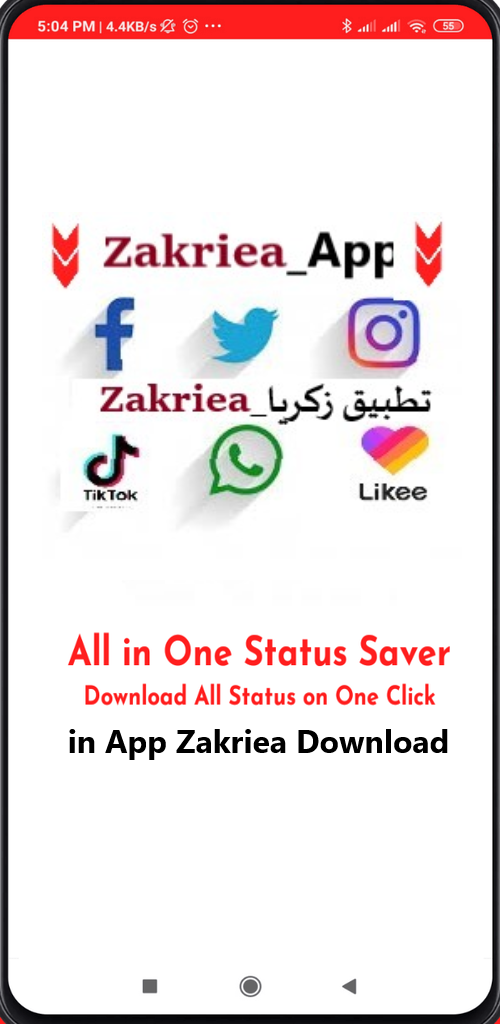 5:04 PM | 4.4KB/s ... 55
Zakriea_App
Zakriea_تطبيق زكريا
TikTok
Likee
All in One Status Saver
Download All Status on One Click
in App Zakriea Download